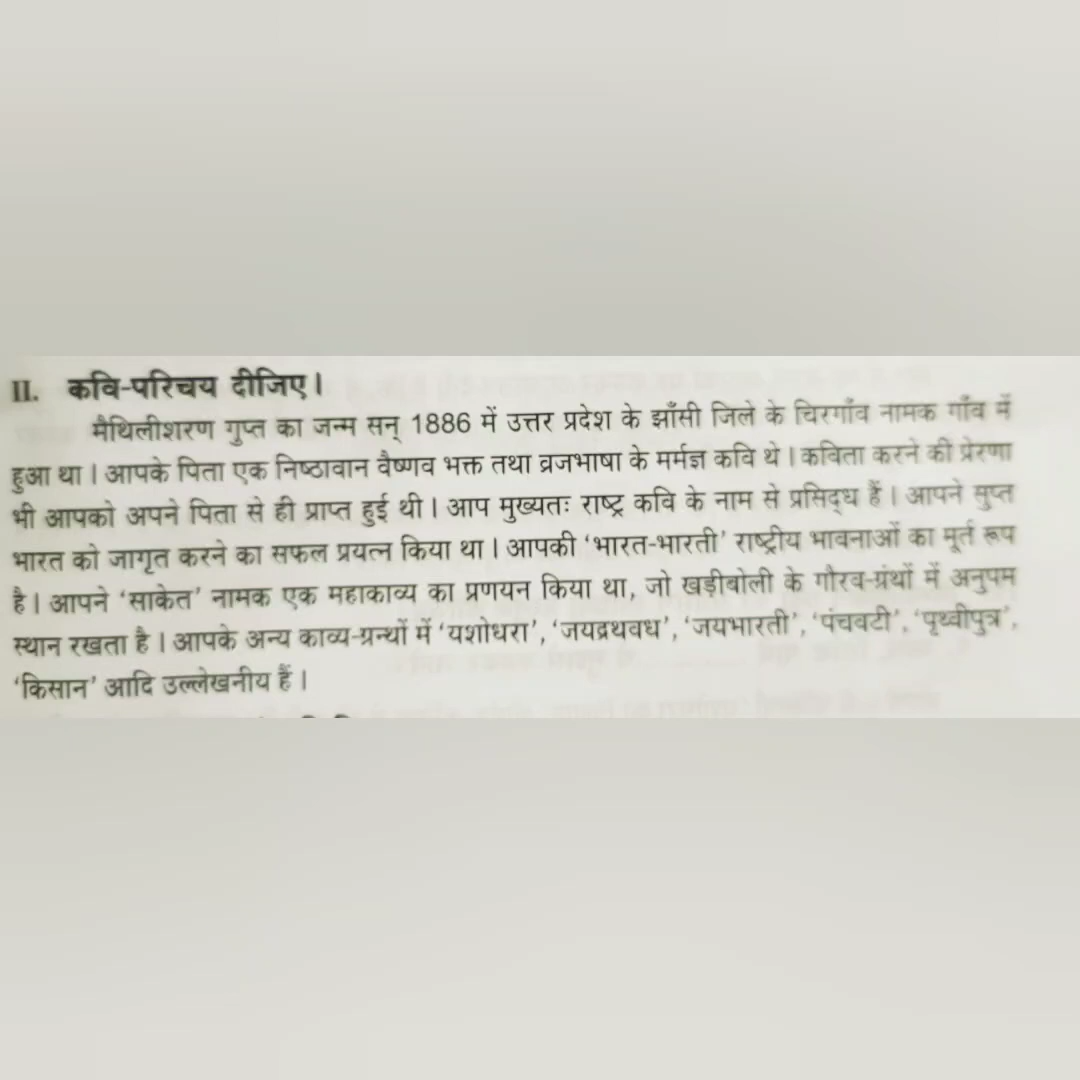 II. कवि-परिचय दीजिए।
मैथिलीशरण गुप्त का जन्म सन् 1886 में उत्तर प्रदेश के झाँसी जिले के चिरगाँव नामक गाँव में
हुआ था। आपके पिता एक निष्ठावान वैष्णव भक्त तथा व्रजभाषा के मर्मज्ञ कवि थे। कविता करने की प्रेरणा
भी आपको अपने पिता से ही प्राप्त हुई थी। आप मुख्यतः राष्ट्र कवि के नाम से प्रसिद्ध हैं। आपने सुप्त
भारत को जागृत करने का सफल प्रयत्न किया था। आपकी ‘भारत-भारती’ राष्ट्रीय भावनाओं का मूर्त रूप
है। आपने ‘साकेत’ नामक एक महाकाव्य का प्रणयन किया था, जो खड़ीबोली के गौरव-ग्रंथों में अनुपम
स्थान रखता है। आपके अन्य काव्य-ग्रन्थों में ‘यशोधरा’, ‘जयद्रथवध’, ‘जयभारती’, ‘पंचवटी’, ‘पृथ्वीपुत्र’,
‘किसान’ आदि उल्लेखनीय हैं।